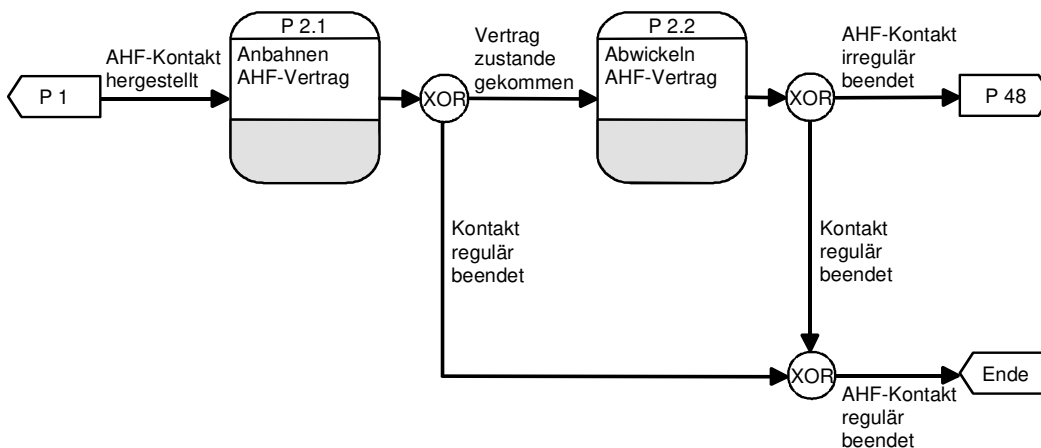 P 1
AHF-Kontakt
hergestellt
P 2.1
Anbahnen
AHF-Vertrag
XOR
Vertrag
zustande
gekommen
P 2.2
Abwickeln
AHF-Vertrag
XOR
AHF-Kontakt
irregulär
beendet
P 48
Kontakt
regulär
beendet
Kontakt
regulär
beendet
XOR
AHF-Kontakt
regulär
beendet
Ende